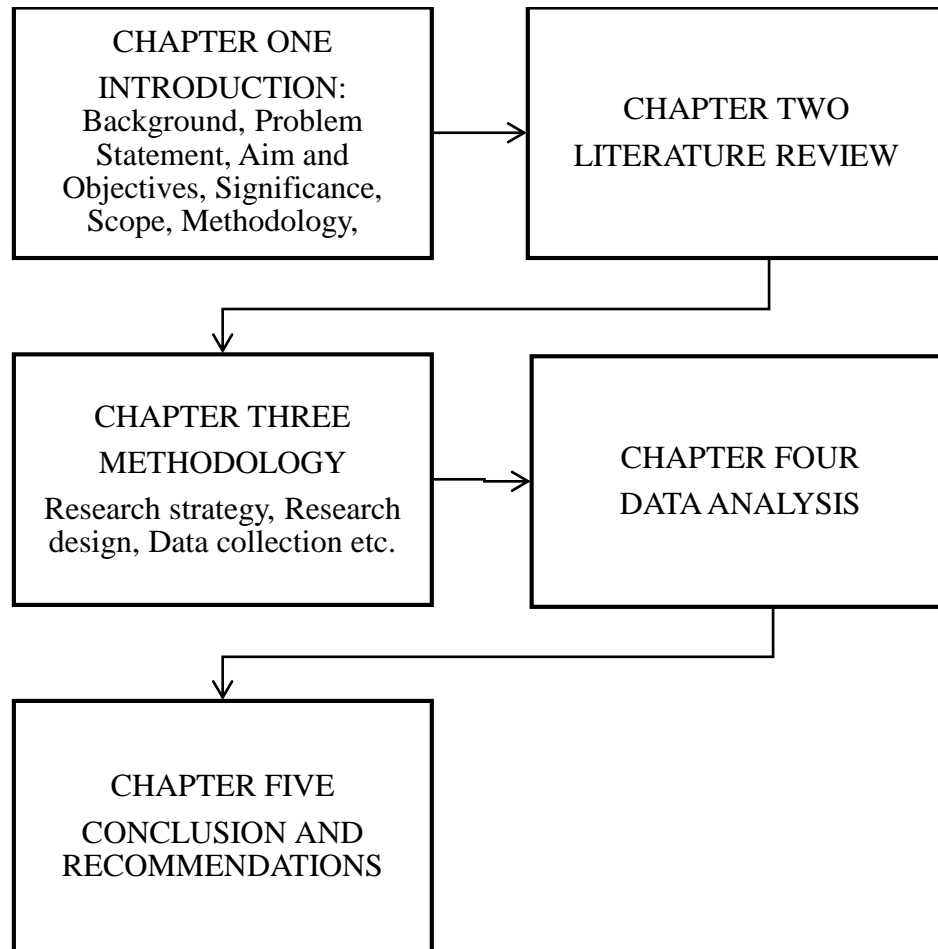 CHAPTER ONE
INTRODUCTION:
Background, Problem
Statement, Aim and
Objectives, Significance,
Scope, Methodology,
CHAPTER TWO
LITERATURE REVIEW
CHAPTER THREE
METHODOLOGY
Research strategy, Research
design, Data collection etc.
CHAPTER FOUR
DATA ANALYSIS
CHAPTER FIVE
CONCLUSION AND
RECOMMENDATIONS